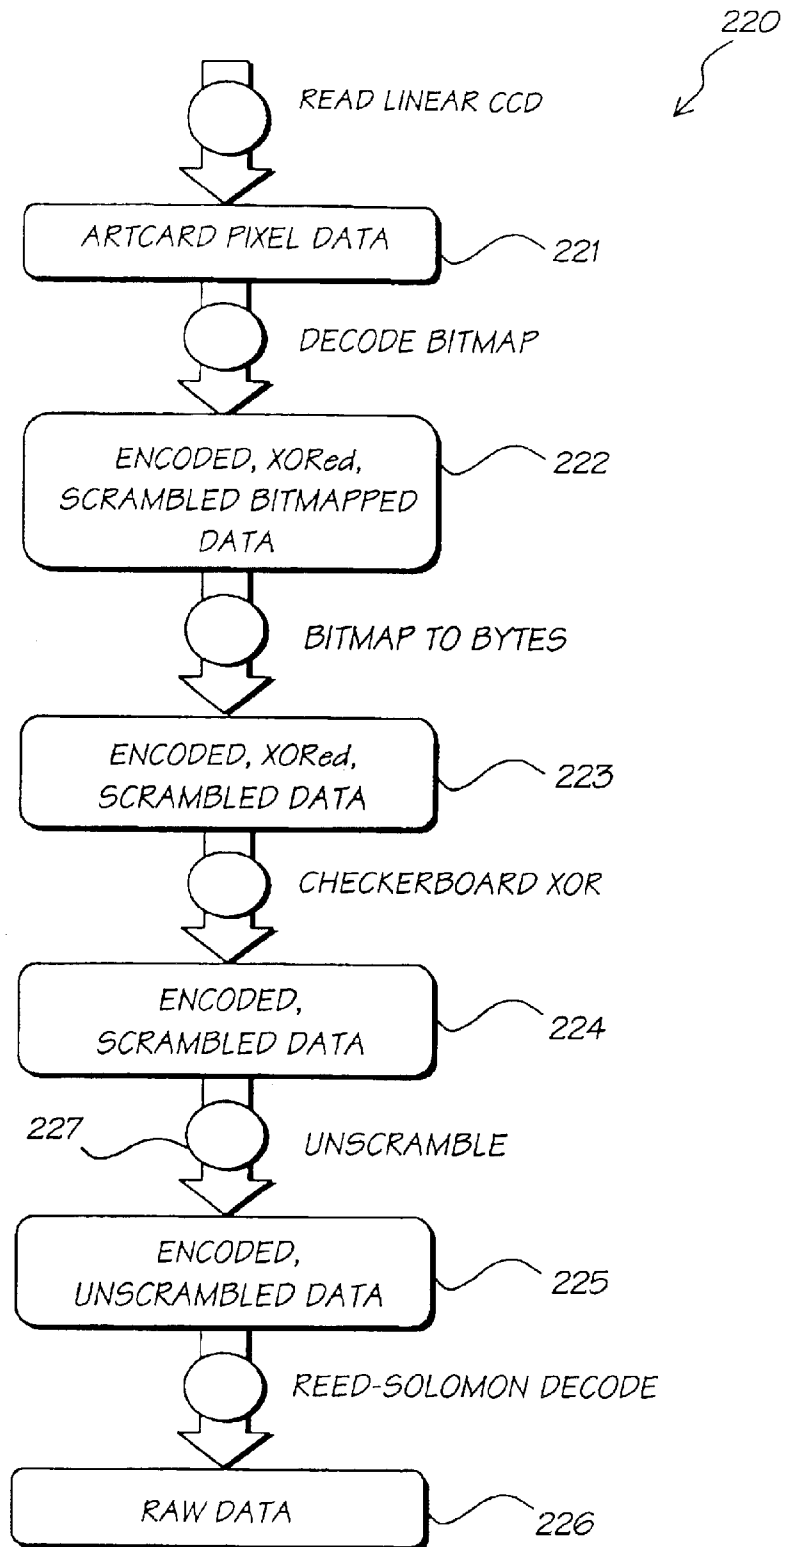 220
READ LINEAR CCD
ARTCARD PIXEL DATA
221
DECODE BITMAP
ENCODED, XORed,
SCRAMBLED BITMAPPED
DATA
222
BITMAP TO BYTES
ENCODED, XORed,
SCRAMBLED DATA
223
CHECKERBOARD XOR
ENCODED,
SCRAMBLED DATA
224
227
UNSCRAMBLE
ENCODED,
UNSCRAMBLED DATA
225
REED-SOLOMON DECODE
RAW DATA
226